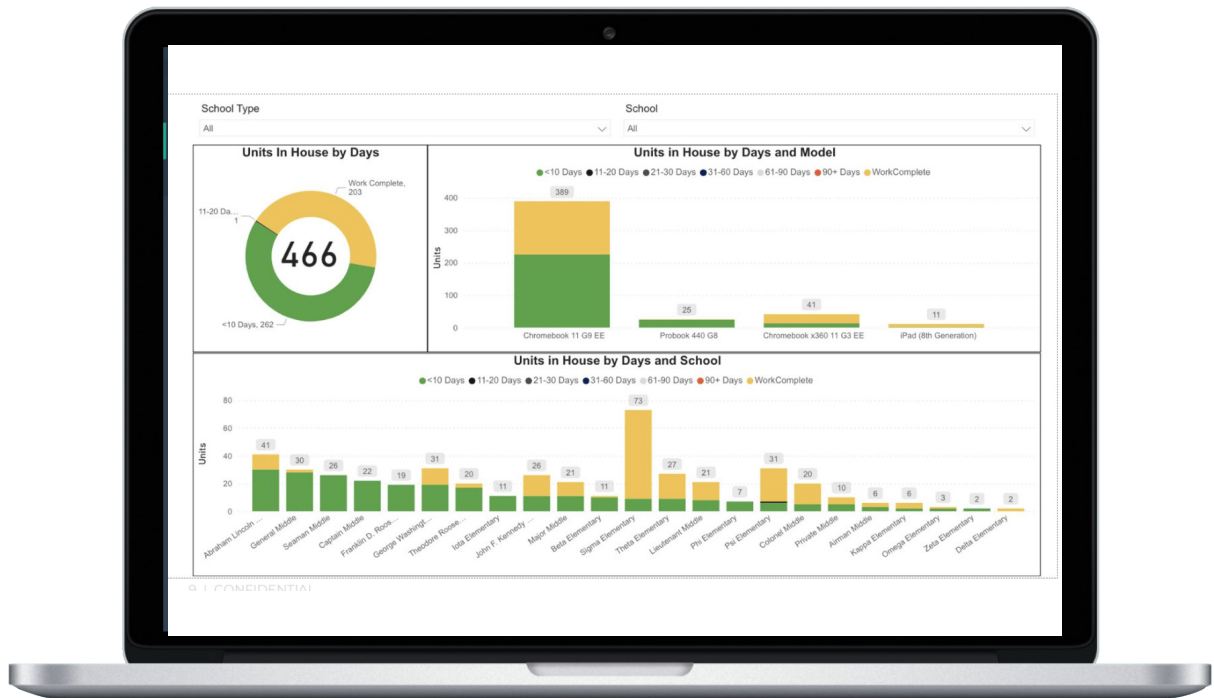 School Type
All
School
All
Units In House by Days
Work Complete,
203
11-20 Da...
1
466
<10 Days, 262
Units in House by Days and Model
<10 Days 11-20 Days 21-30 Days 31-60 Days 61-90 Days 90+ Days WorkComplete
Units
400
300
200
100
0
389
25
41
11
Chromebook 11 G9 EE
Probook 440 G8
Chromebook x360 11 G3 EE
iPad (8th Generation)
Units in House by Days and School
<10 Days 11-20 Days 21-30 Days 31-60 Days 61-90 Days 90+ Days WorkComplete
Units
80
60
40
20
0
41
30
26
22
19
31
20
11
26
21
11
73
27
21
7
31
20
10
6
6
3
2
2
Abraham Lincoln ...
General Middle
Seaman Middle
Captain Middle
Franklin D. Roos...
George Washingt...
Theodore Roose...
Iota Elementary
John F. Kennedy ...
Major Middle
Beta Elementary
Sigma Elementary
Theta Elementary
Lieutenant Middle
Phi Elementary
Psi Elementary
Colonel Middle
Private Middle
Airman Middle
Kappa Elementary
Omega Elementary
Zeta Elementary
Delta Elementary
9 | CONFIDENTIAL